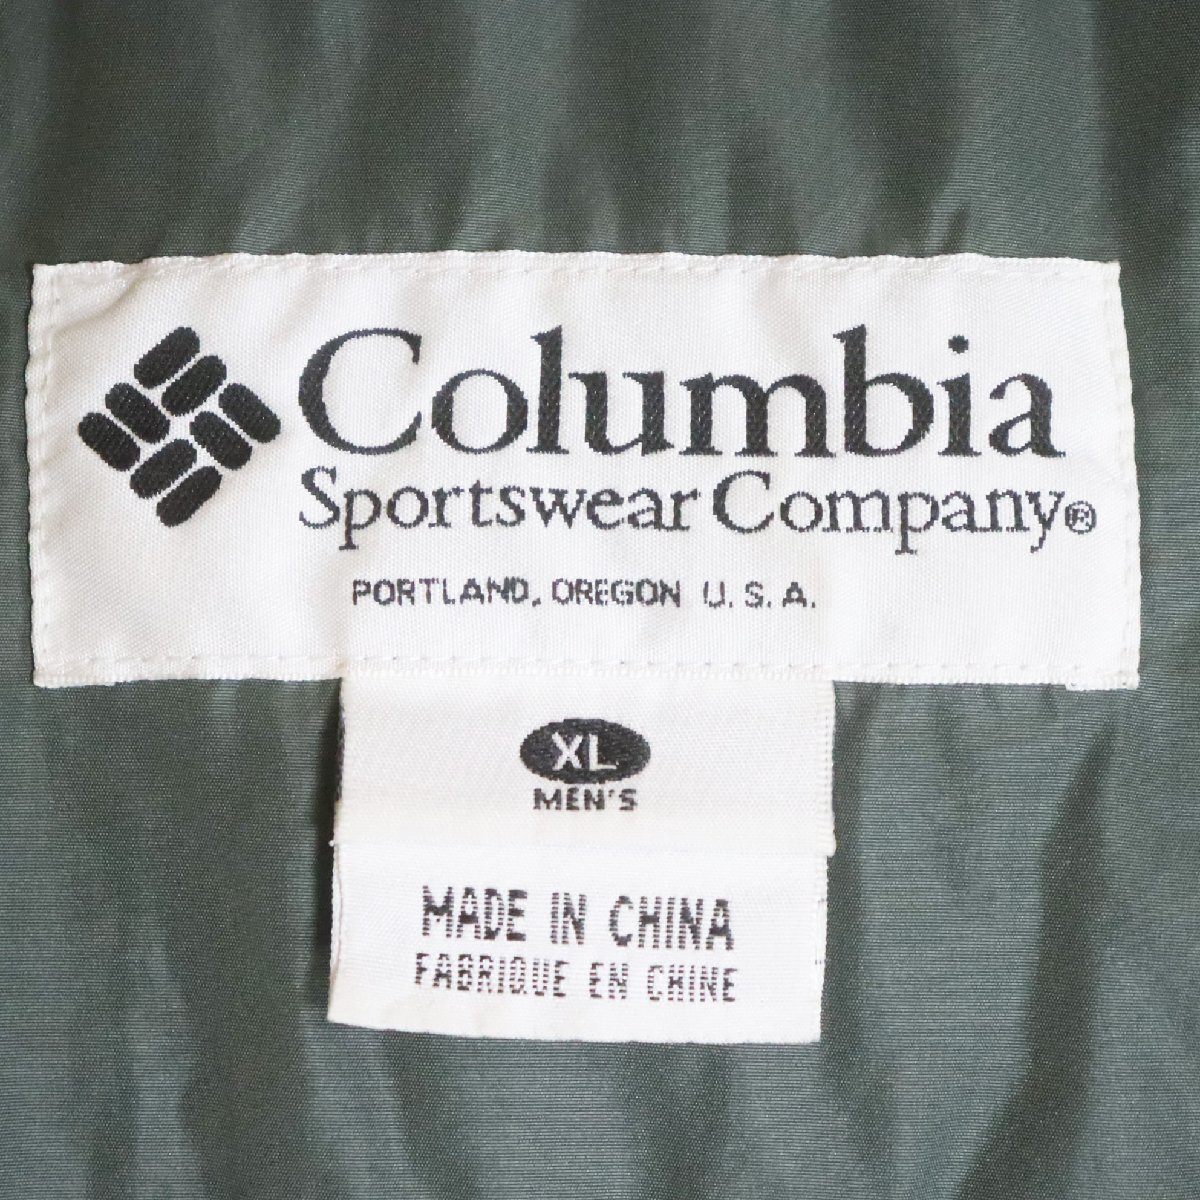 Columbia
Sportswear Company®
PORTLAND, OREGON U.S.A.
XL
MEN'S
MADE IN CHINA
FABRIQUE EN CHINE